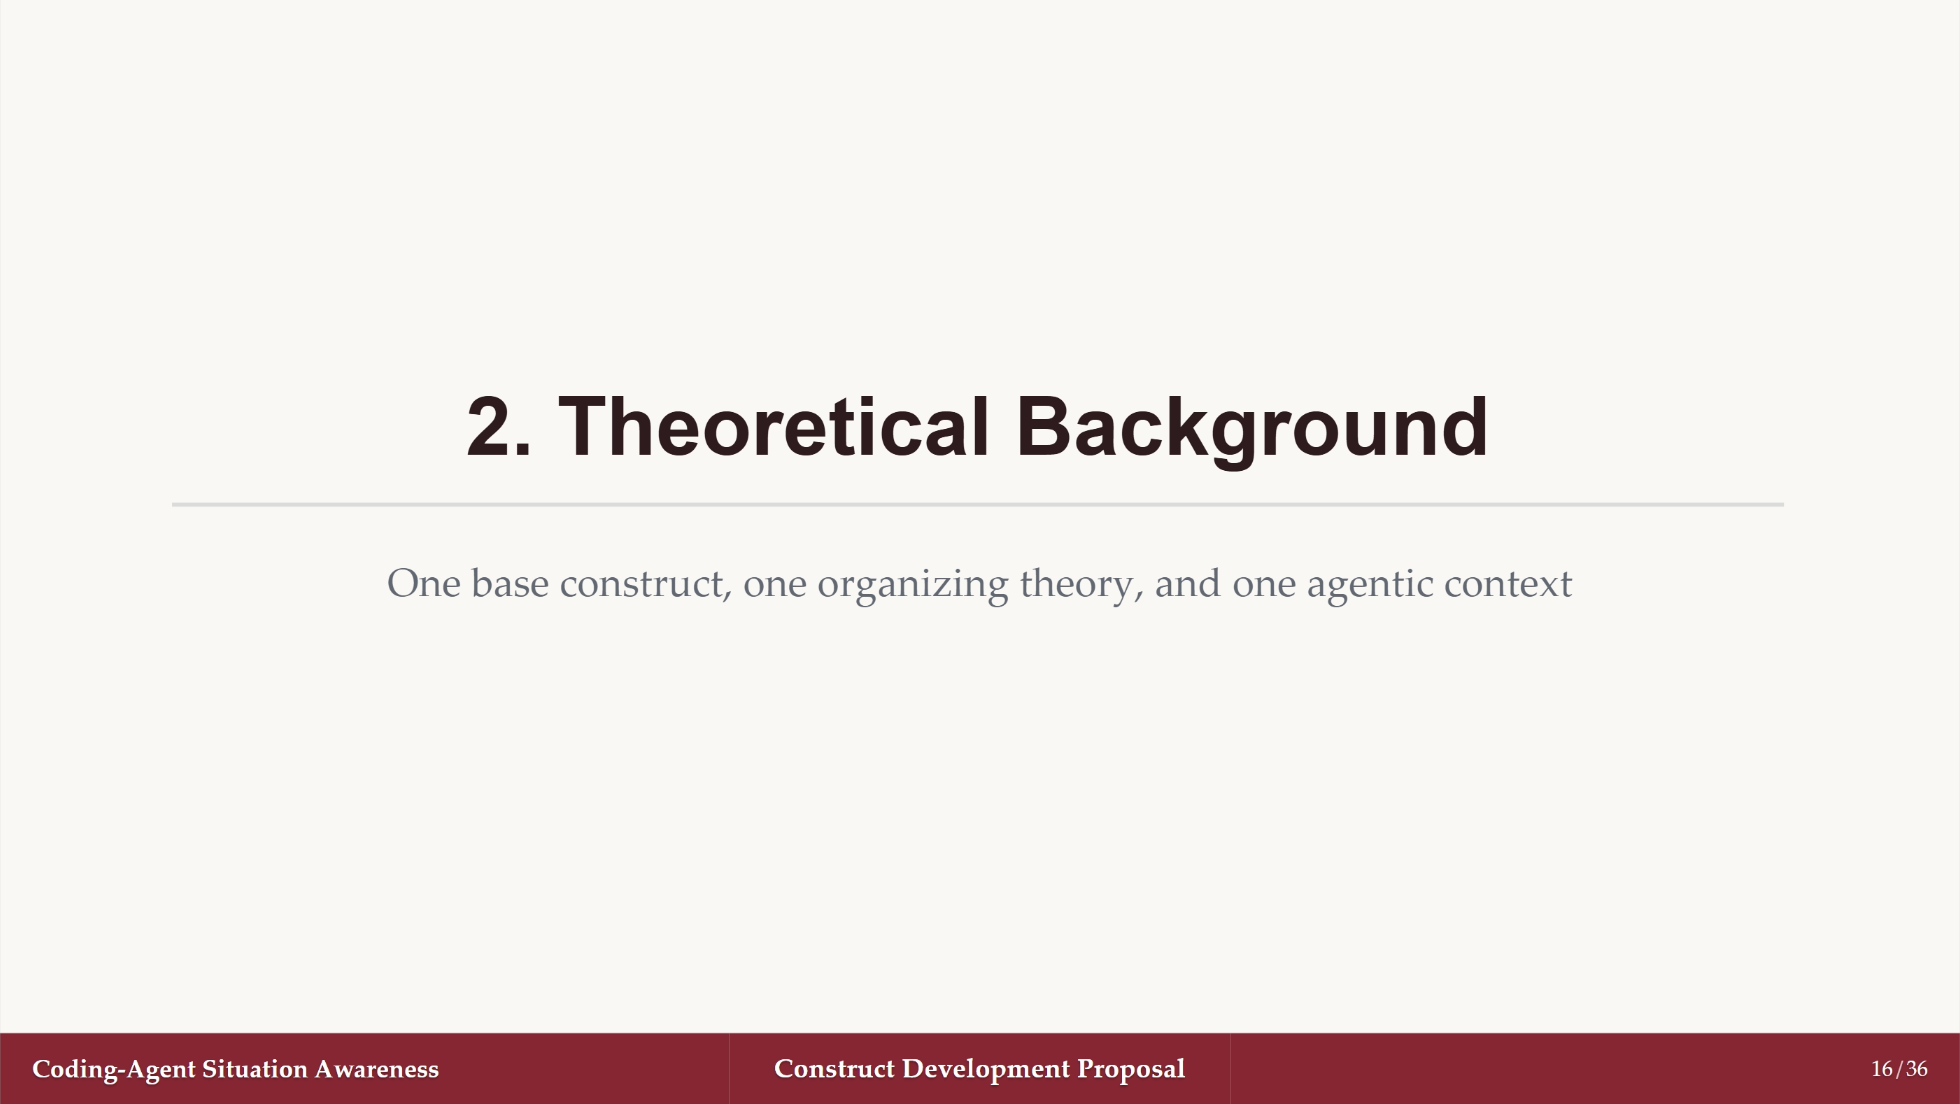 2. Theoretical Background
One base construct, one organizing theory, and one agentic context
Coding-Agent Situation Awareness
Construct Development Proposal
16/36